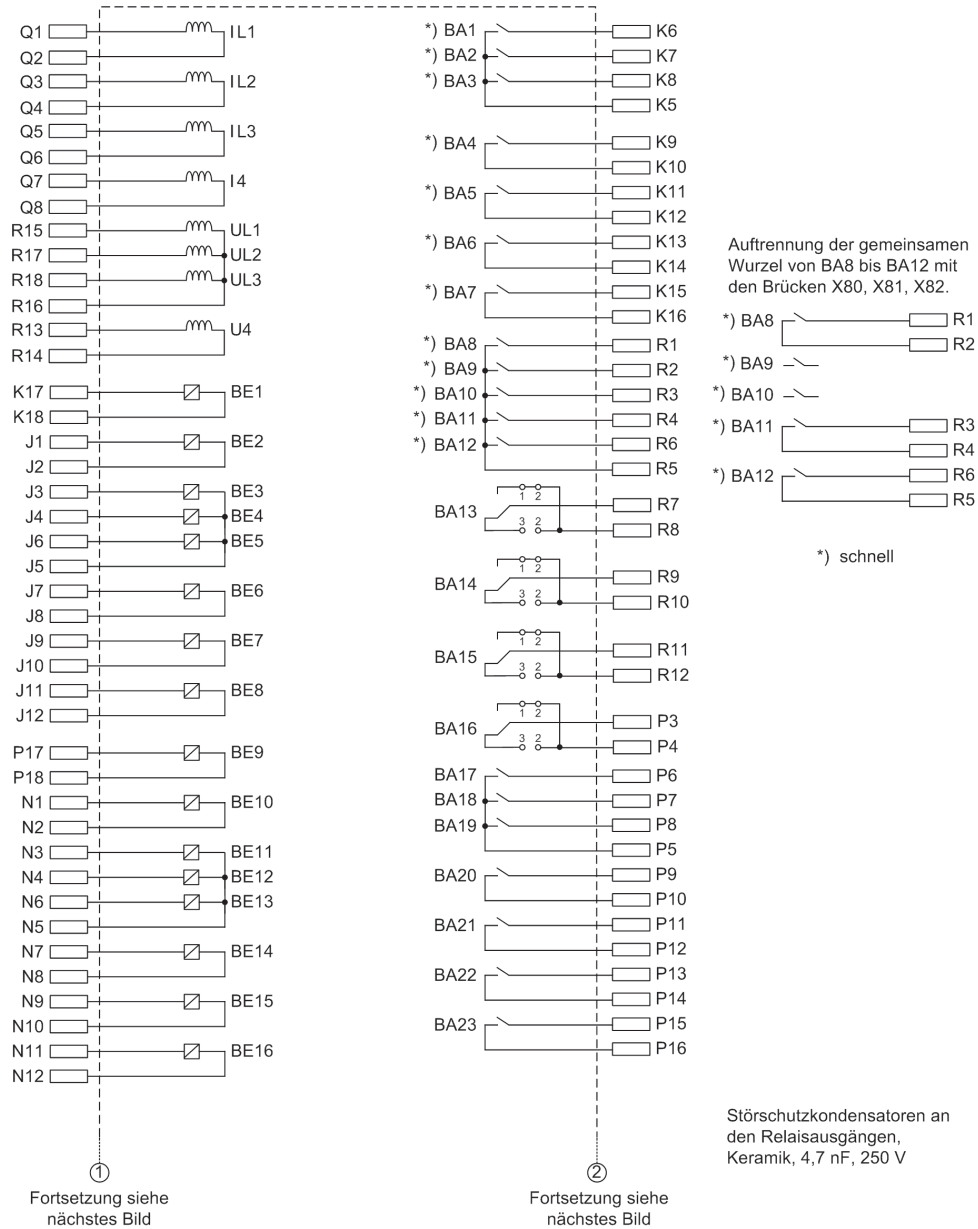 Q1 IL1
Q2
Q3 IL2
Q4
Q5 IL3
Q6
Q7 I4
Q8
R15 UL1
R17 UL2
R18 UL3
R16
R13 U4
R14
K17 BE1
K18
J1 BE2
J2
J3 BE3
J4 BE4
J6 BE5
J5
J7 BE6
J8
J9 BE7
J10
J11 BE8
J12
P17 BE9
P18
N1 BE10
N2
N3 BE11
N4 BE12
N6 BE13
N5
N7 BE14
N8
N9 BE15
N10
N11 BE16
N12
1
Fortsetzung siehe
nächstes Bild
*) BA1 K6
*) BA2 K7
*) BA3 K8
K5
*) BA4 K9
K10
*) BA5 K11
K12
*) BA6 K13
K14
*) BA7 K15
K16
*) BA8 R1
*) BA9 R2
*) BA10 R3
*) BA11 R4
*) BA12 R6
R5
1 2
BA13 R7
3 2 R8
1 2
BA14 R9
3 2 R10
1 2
BA15 R11
3 2 R12
1 2
BA16 P3
3 2 P4
BA17 P6
BA18 P7
BA19 P8
P5
BA20 P9
P10
BA21 P11
P12
BA22 P13
P14
BA23 P15
P16
2
Fortsetzung siehe
nächstes Bild
Auftrennung der gemeinsamen
Wurzel von BA8 bis BA12 mit
den Brücken X80, X81, X82.
*) BA8 R1
R2
*) BA9
*) BA10
*) BA11 R3
R4
*) BA12 R6
R5
*) schnell
Störschutzkondensatoren an
den Relaisausgängen,
Keramik, 4,7 nF, 250 V